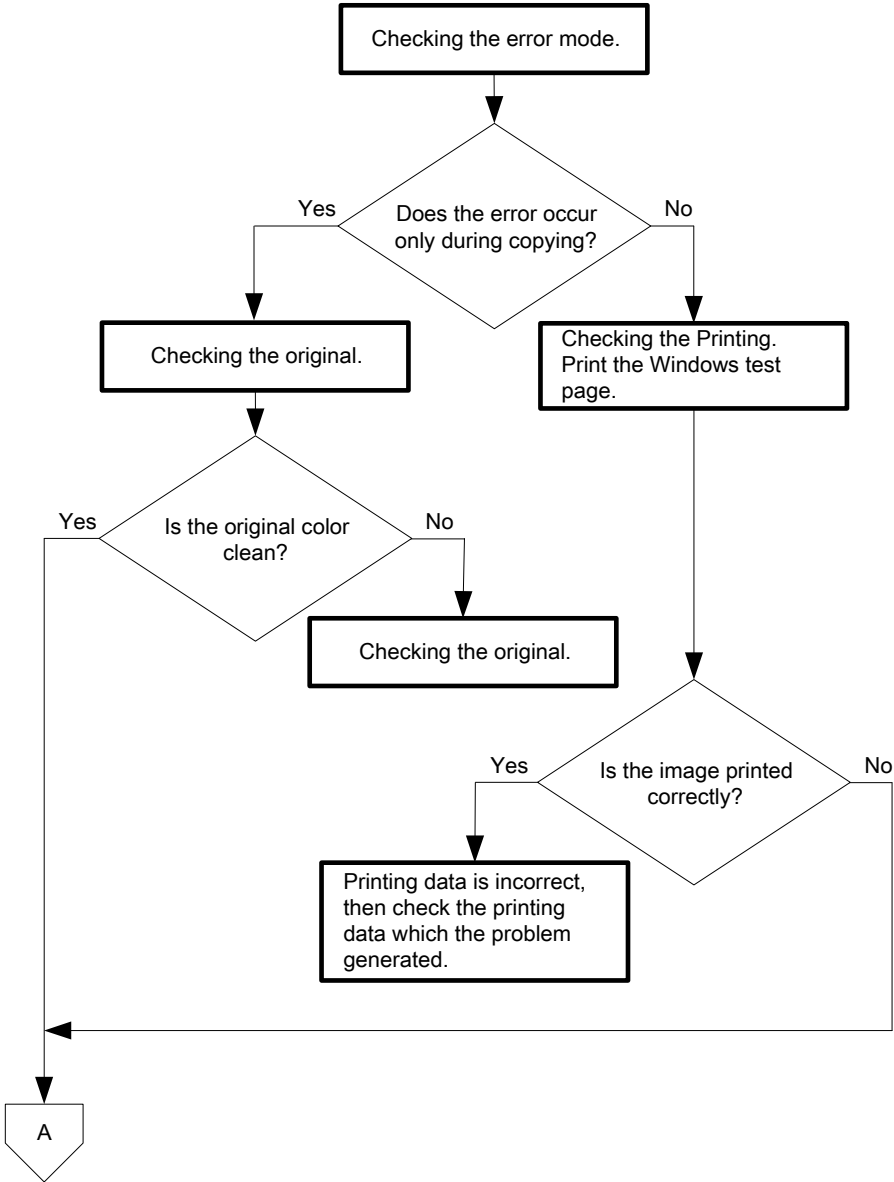 Checking the error mode.
Yes
Does the error occur
only during copying?
No
Checking the original.
Checking the Printing.
Print the Windows test
page.
Yes
Is the original color
clean?
No
Checking the original.
Yes
Is the image printed
correctly?
No
Printing data is incorrect,
then check the printing
data which the problem
generated.
A